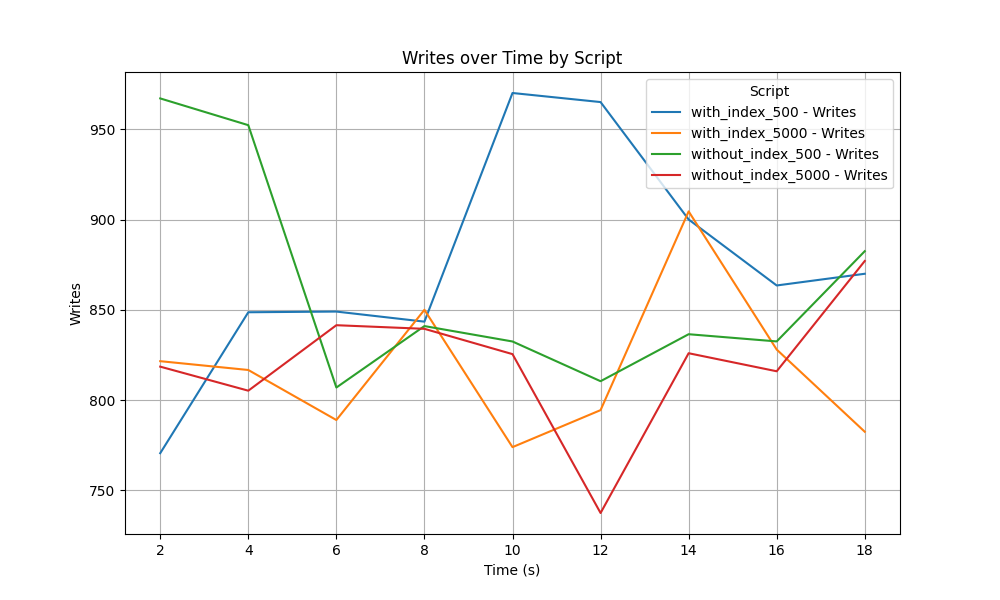 Writes over Time by Script
Script
with_index_500 - Writes
with_index_5000 - Writes
without_index_500 - Writes
without_index_5000 - Writes
Writes
950
900
850
800
750
2 4 6 8 10 12 14 16 18
Time (s)